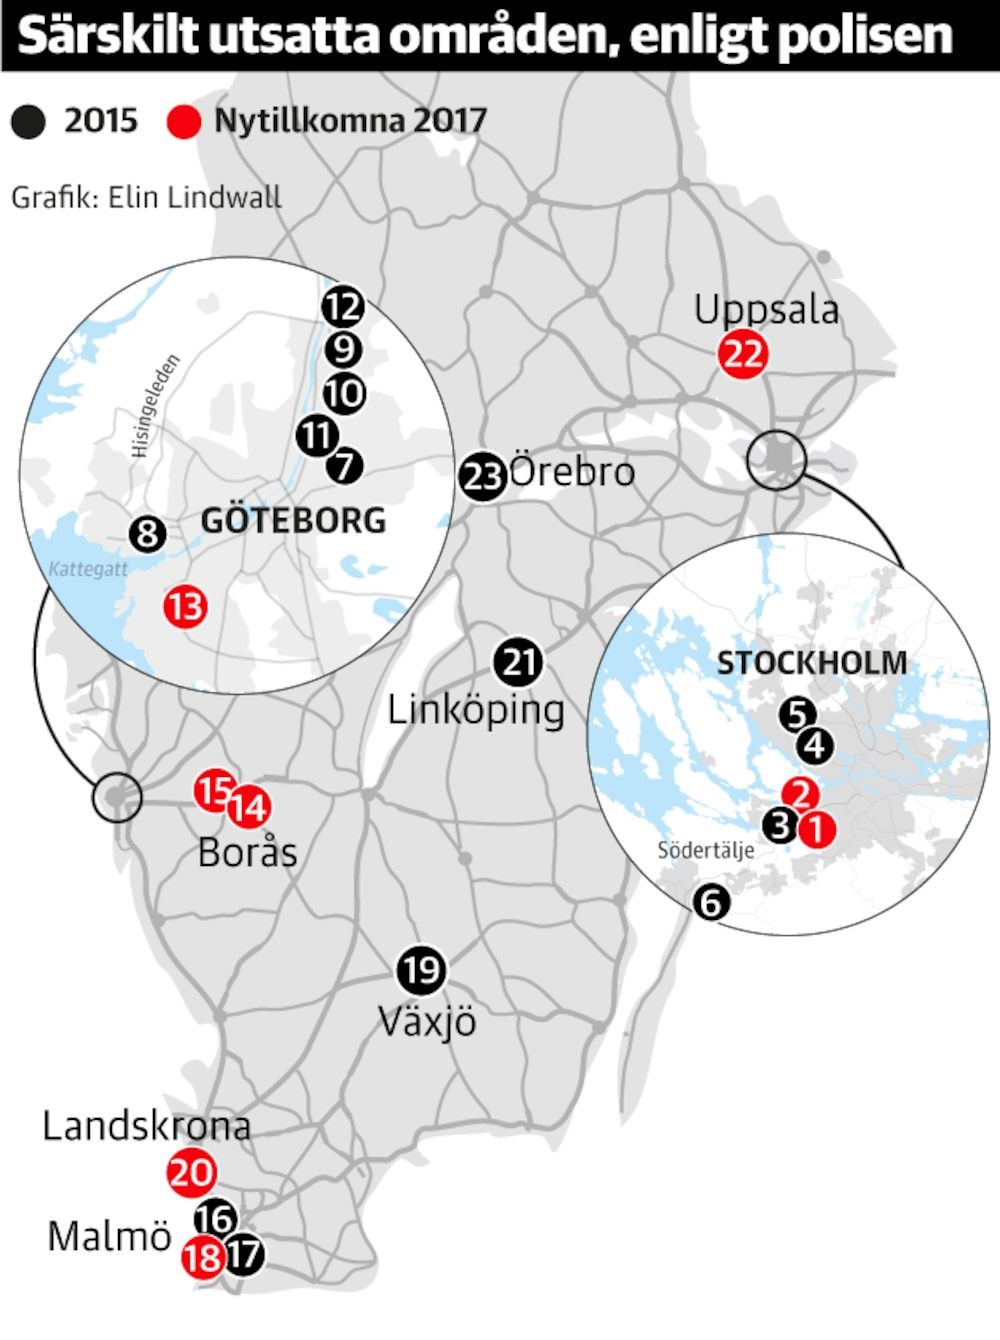 Särskilt utsatta områden, enligt polisen
2015
Nytillkomna 2017
Grafik: Elin Lindwall
12
Uppsala
9
22
Hisingeleden
10
11
7
23
Örebro
GÖTEBORG
8
Kattegatt
13
21
STOCKHOLM
Linköping
5
4
15
14
2
3
1
Borås
Södertälje
6
19
Växjö
Landskrona
20
16
Malmö
18
17